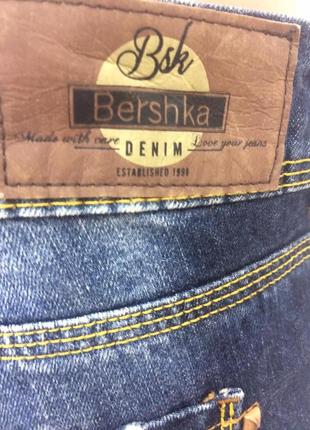 Bsk
Bershka
Made with care Love your jeans
DENIM
ESTABLISHED 1998